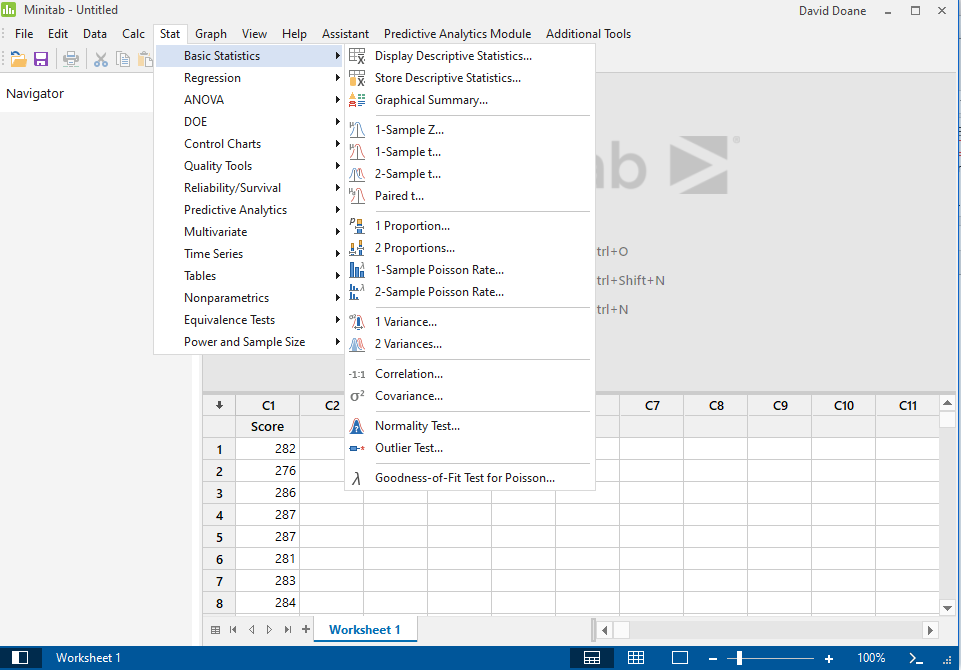 Minitab - Untitled
David Doane
File Edit Data Calc Stat Graph View Help Assistant Predictive Analytics Module Additional Tools
Navigator
Basic Statistics
Regression
ANOVA
DOE
Control Charts
Quality Tools
Reliability/Survival
Predictive Analytics
Multivariate
Time Series
Tables
Nonparametrics
Equivalence Tests
Power and Sample Size
Display Descriptive Statistics...
Store Descriptive Statistics...
Graphical Summary...
1-Sample Z...
1-Sample t...
2-Sample t...
Paired t...
1 Proportion...
2 Proportions...
1-Sample Poisson Rate...
2-Sample Poisson Rate...
1 Variance...
2 Variances...
-1:1 Correlation...
σ² Covariance...
Normality Test...
Outlier Test...
λ Goodness-of-Fit Test for Poisson...
ab
trl+O
trl+Shift+N
trl+N
C1 C2 C7 C8 C9 C10 C11
Score
1 282
2 276
3 286
4 287
5 287
6 281
7 283
8 284
Worksheet 1
Worksheet 1
100%